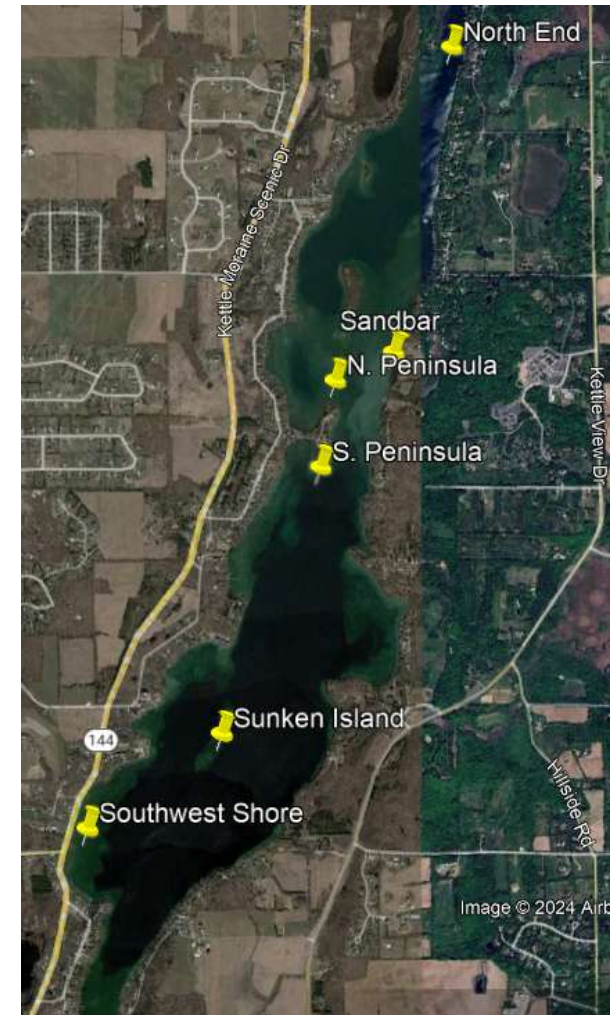 North End
Kettle Moraine Scenic Dr
Sandbar
N. Peninsula
Kettle View Dr
S. Peninsula
Sunken Island
144
Southwest Shore
Hillside Rd
Image © 2024 Airb